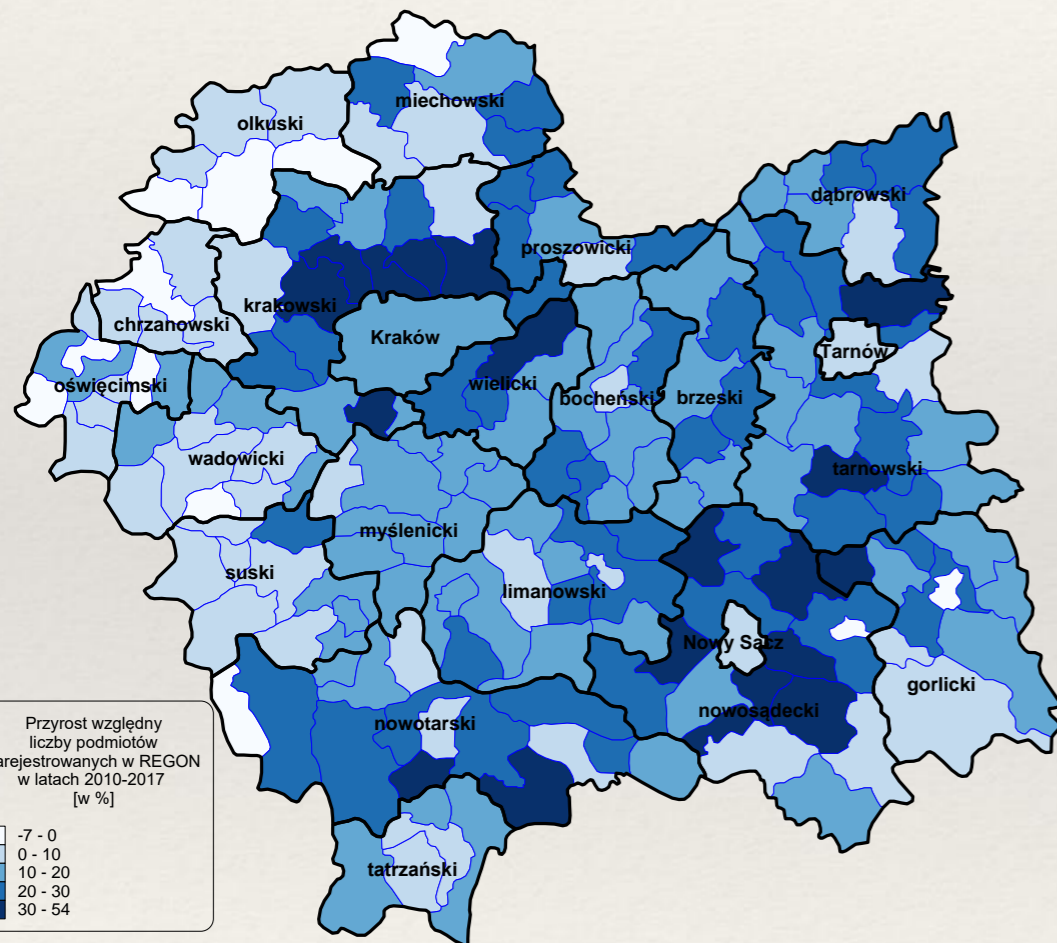 miechowski
olkuski
dąbrowski
proszowicki
krakowski
chrzanowski
Kraków
Tarnów
oświęcimski
wielicki
bocheński
brzeski
wadowicki
tarnowski
myślenicki
suski
limanowski
Nowy Sącz
gorlicki
nowosądecki
nowotarski
tatrzański
Przyrost względny
liczby podmiotów
arejestrowanych w REGON
w latach 2010-2017
[w %]
-7 - 0
0 - 10
10 - 20
20 - 30
30 - 54